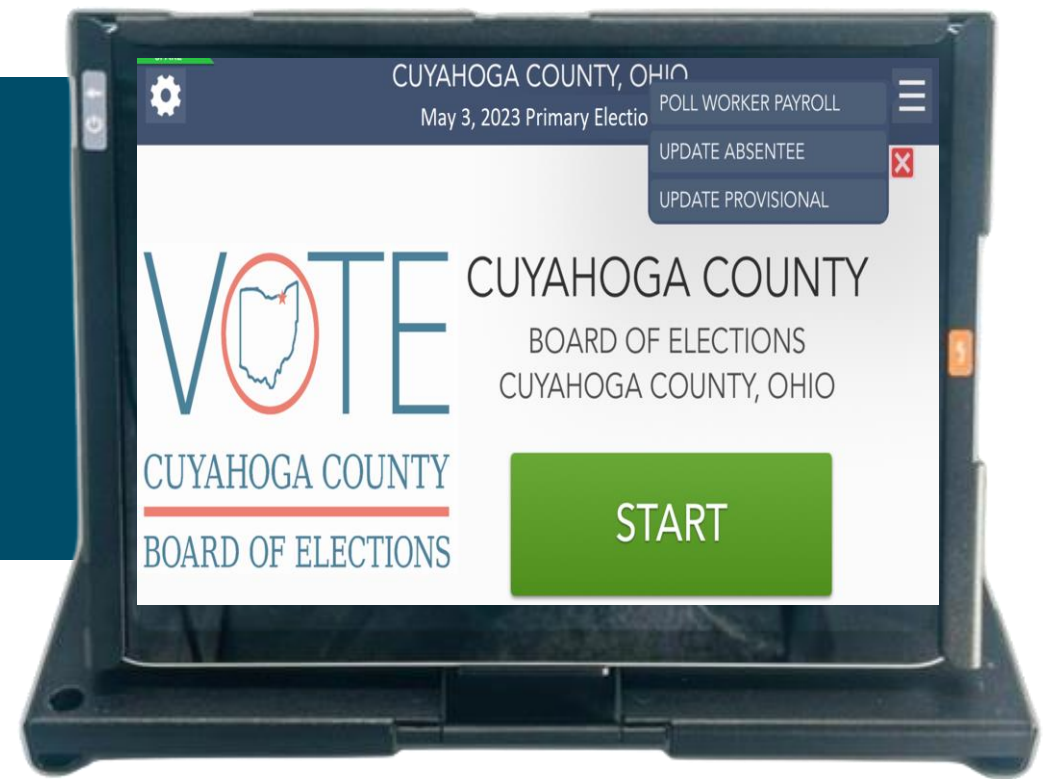 CUYAHOGA COUNTY, OHIO
May 3, 2023 Primary Electio
POLL WORKER PAYROLL
UPDATE ABSENTEE
UPDATE PROVISIONAL
VOTE
CUYAHOGA COUNTY
BOARD OF ELECTIONS
CUYAHOGA COUNTY
BOARD OF ELECTIONS
CUYAHOGA COUNTY, OHIO
START